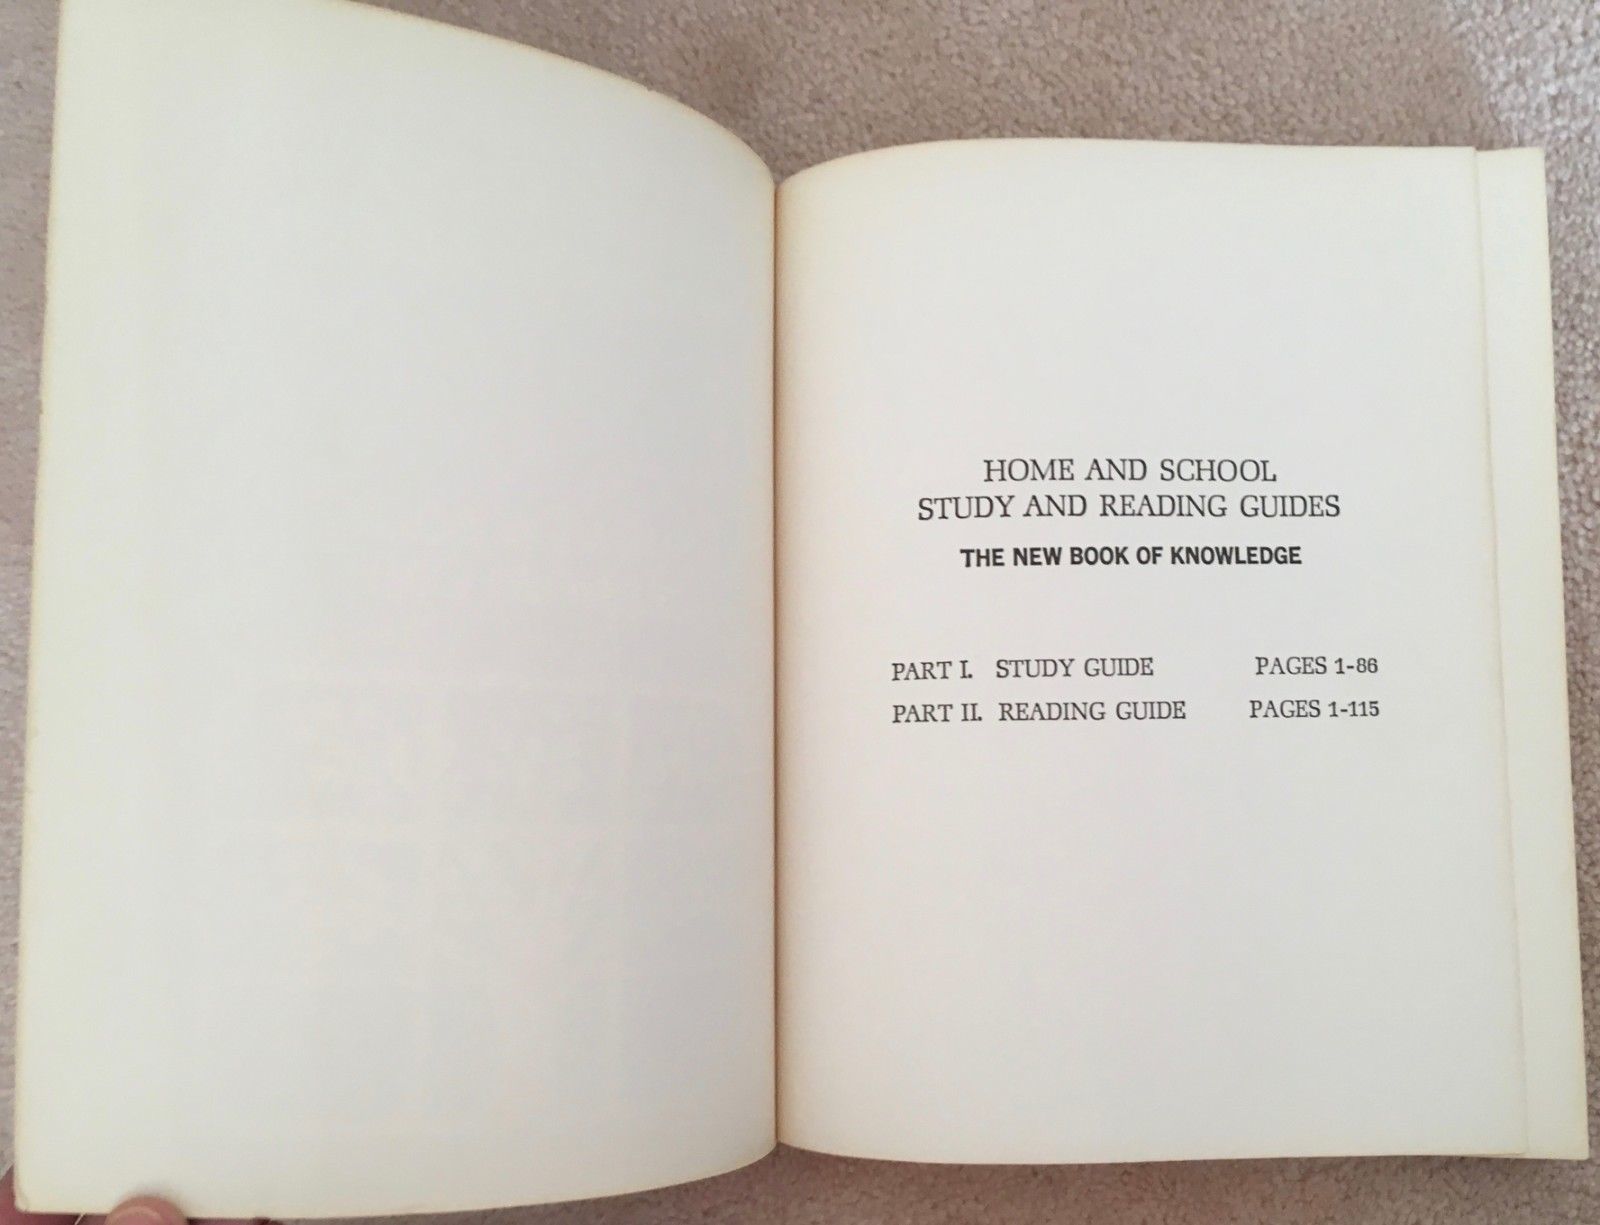 HOME AND SCHOOL
STUDY AND READING GUIDES
THE NEW BOOK OF KNOWLEDGE
PART I. STUDY GUIDE PAGES 1-86
PART II. READING GUIDE PAGES 1-115